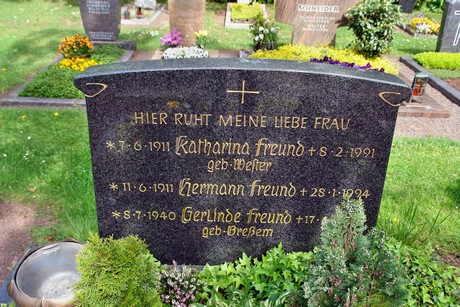 SCHNEIDER
HIER RUHT MEINE LIEBE FRAU
* 7·6·1911 Katharina Freund + 8·2·1991
geb·Wester
* 11·6·1911 Hermann Freund + 28·1·1994
* 8·7·1940 Gerlinde Freund + 17·
geb·Breßem